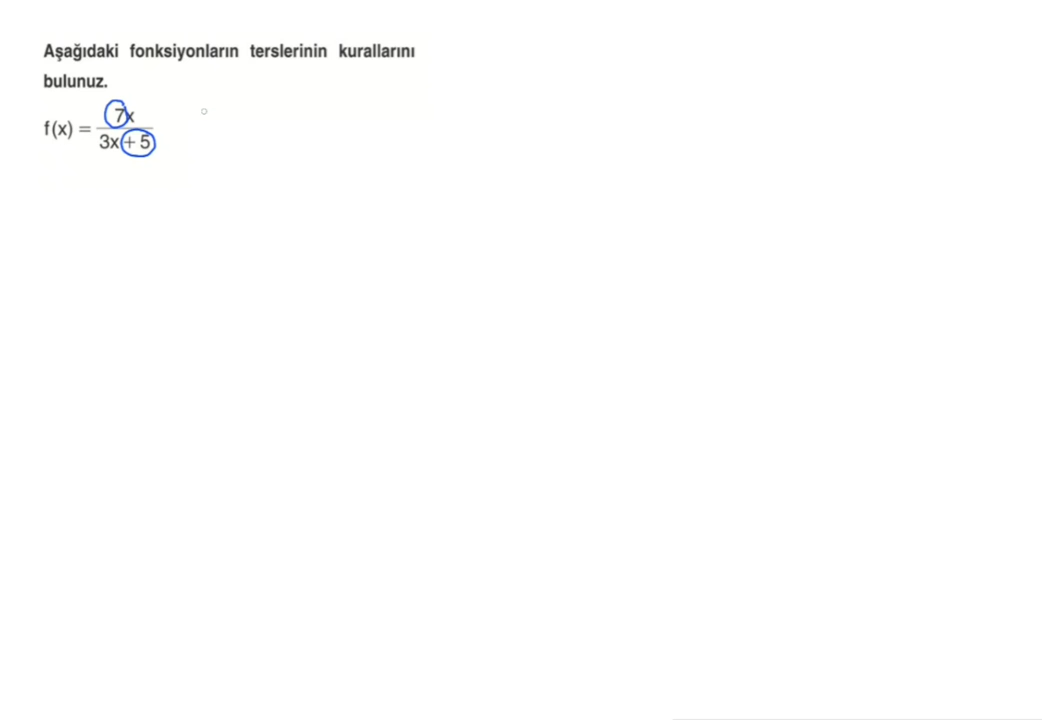 Aşağıdaki fonksiyonların terslerinin kurallarını
bulunuz.
f(x) = 7x / 3x + 5